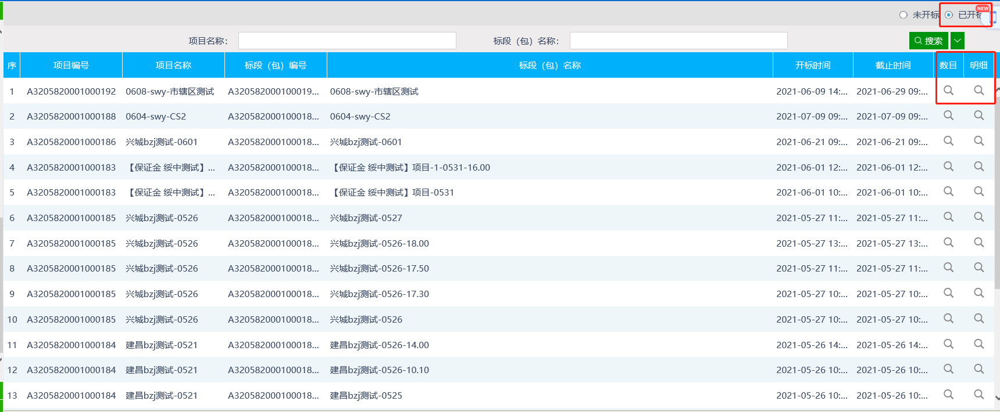 NEW
未开标 已开标
项目名称： 标段（包）名称： 搜索
序 项目编号 项目名称 标段（包）编号 标段（包）名称 开标时间 截止时间 数目 明细
1 A3205820001000192 0608-swy-市辖区测试 A320582000100019... 0608-swy-市辖区测试 2021-06-09 14:... 2021-06-29 09:...
2 A3205820001000188 0604-swy-CS2 A320582000100018... 0604-swy-CS2 2021-07-09 09:... 2021-07-09 09:...
3 A3205820001000186 兴城bzj测试-0601 A320582000100018... 兴城bzj测试-0601 2021-06-21 09:... 2021-06-21 09:...
4 A3205820001000183 【保证金 绥中测试】... A320582000100018... 【保证金 绥中测试】项目-1-0531-16.00 2021-06-01 12:... 2021-06-01 12:...
5 A3205820001000183 【保证金 绥中测试】... A320582000100018... 【保证金 绥中测试】项目-0531 2021-06-01 10:... 2021-06-01 10:...
6 A3205820001000185 兴城bzj测试-0526 A320582000100018... 兴城bzj测试-0527 2021-05-27 11:... 2021-05-27 11:...
7 A3205820001000185 兴城bzj测试-0526 A320582000100018... 兴城bzj测试-0526-18.00 2021-05-27 13:... 2021-05-27 13:...
8 A3205820001000185 兴城bzj测试-0526 A320582000100018... 兴城bzj测试-0526-17.50 2021-05-27 11:... 2021-05-27 11:...
9 A3205820001000185 兴城bzj测试-0526 A320582000100018... 兴城bzj测试-0526-17.30 2021-05-27 10:... 2021-05-27 10:...
10 A3205820001000185 兴城bzj测试-0526 A320582000100018... 兴城bzj测试-0526 2021-05-27 10:... 2021-05-27 10:...
11 A3205820001000184 建昌bzj测试-0521 A320582000100018... 建昌bzj测试-0526-14.00 2021-05-26 14:... 2021-05-26 14:...
12 A3205820001000184 建昌bzj测试-0521 A320582000100018... 建昌bzj测试-0526-10.10 2021-05-26 10:... 2021-05-26 10:...
13 A3205820001000184 建昌bzj测试-0521 A320582000100018... 建昌bzj测试-0525 2021-05-26 10:... 2021-05-26 10:...